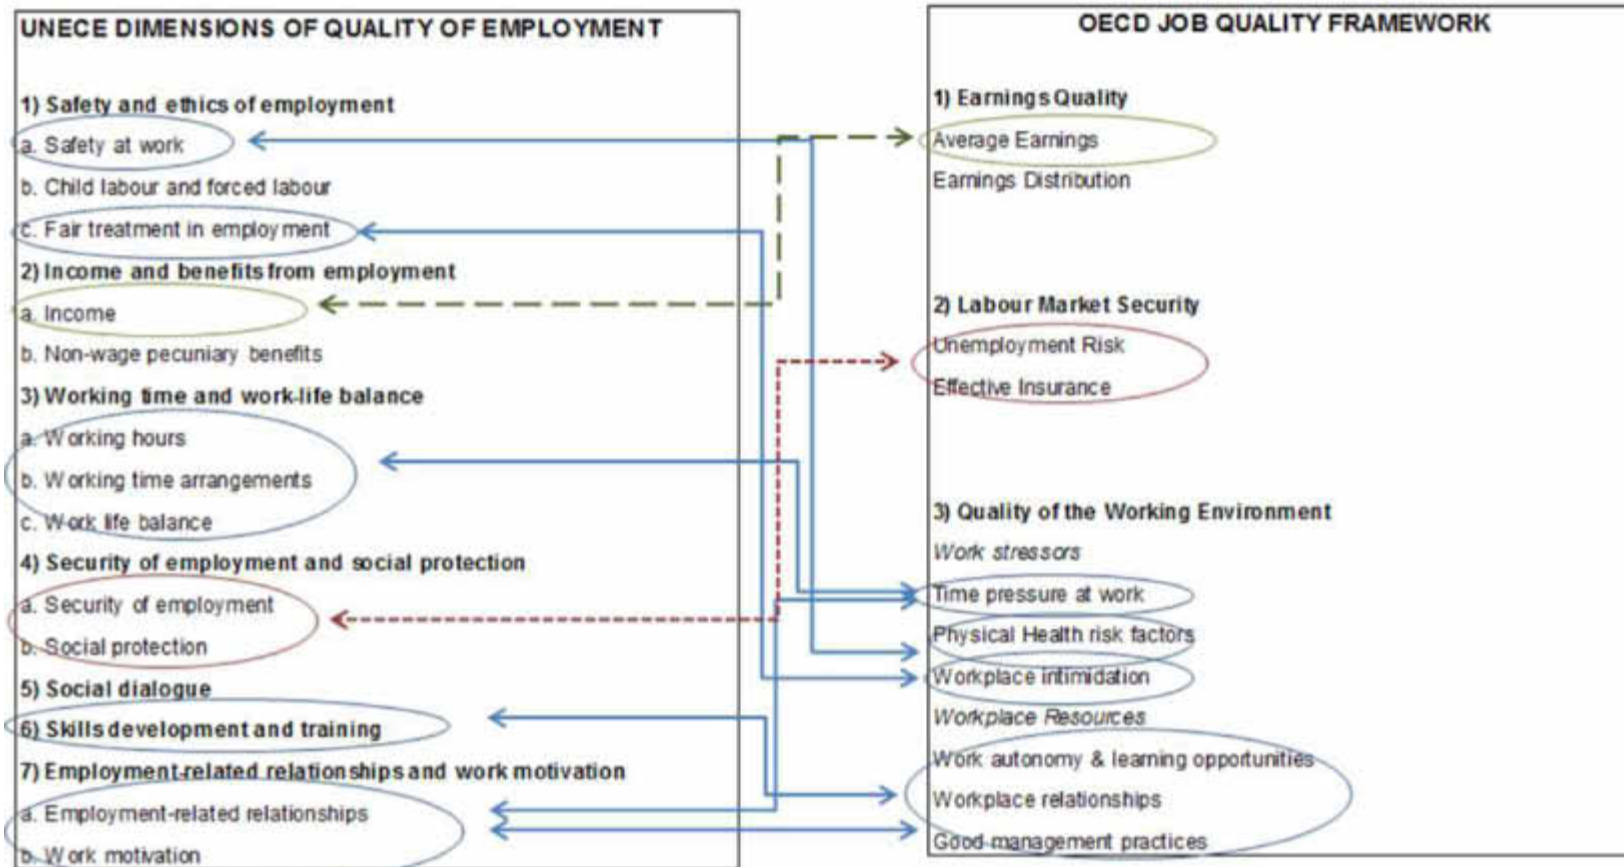 UNECE DIMENSIONS OF QUALITY OF EMPLOYMENT
1) Safety and ethics of employment
a. Safety at work
b. Child labour and forced labour
c. Fair treatment in employment
2) Income and benefits from employment
a. Income
b. Non-wage pecuniary benefits
3) Working time and work-life balance
a. Working hours
b. Working time arrangements
c. Work life balance
4) Security of employment and social protection
a. Security of employment
b. Social protection
5) Social dialogue
6) Skills development and training
7) Employment-related relationships and work motivation
a. Employment-related relationships
b. Work motivation
OECD JOB QUALITY FRAMEWORK
1) Earnings Quality
Average Earnings
Earnings Distribution
2) Labour Market Security
Unemployment Risk
Effective Insurance
3) Quality of the Working Environment
Work stressors
Time pressure at work
Physical Health risk factors
Workplace intimidation
Workplace Resources
Work autonomy & learning opportunities
Workplace relationships
Good management practices